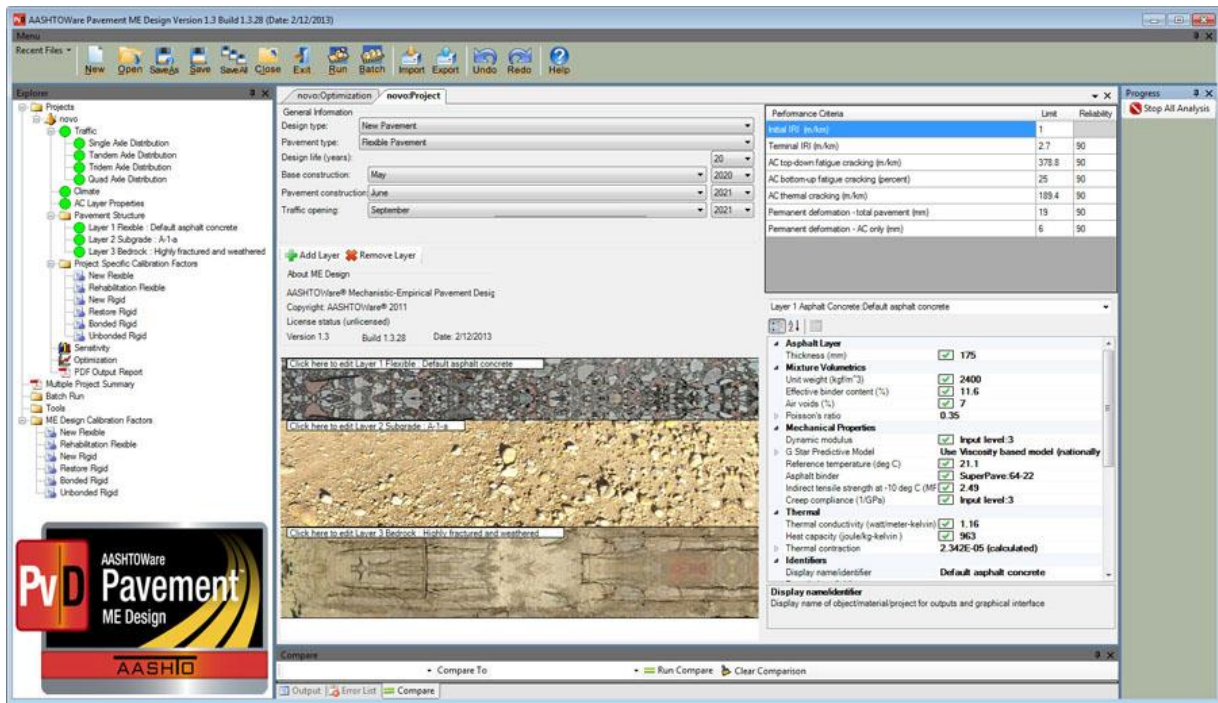 AASHTOWare Pavement ME Design Version 1.3 Build 1.3.28 (Date: 2/12/2013)
Menu
Recent Files
New Open SaveAs Save SaveAll Close Exit Run Batch Import Export Undo Redo Help
Explorer
Projects
novo
Traffic
Single Axle Distribution
Tandem Axle Distribution
Tridem Axle Distribution
Quad Axle Distribution
Climate
AC Layer Properties
Pavement Structure
Layer 1 Flexible : Default asphalt concrete
Layer 2 Subgrade : A-1-a
Layer 3 Bedrock : Highly fractured and weathered
Project Specific Calibration Factors
New Flexible
Rehabilitation Flexible
New Rigid
Restore Rigid
Bonded Rigid
Unbonded Rigid
Sensitivity
Optimization
PDF Output Report
Multiple Project Summary
Batch Run
Tools
ME Design Calibration Factors
New Flexible
Rehabilitation Flexible
New Rigid
Restore Rigid
Bonded Rigid
Unbonded Rigid
PvD
AASHTOWare
Pavement
ME Design
AASHTO
novo:Optimization novo:Project
General Information
Design type: New Pavement
Pavement type: Flexible Pavement
Design life (years): 20
Base construction: May 2020
Pavement construction: June 2021
Traffic opening: September 2021
Add Layer Remove Layer
About ME Design
AASHTOWare® Mechanistic-Empirical Pavement Desig
Copyright: AASHTOWare® 2011
License status (unlicensed)
Version 1.3 Build 1.3.28 Date: 2/12/2013
Click here to edit Layer 1 Flexible : Default asphalt concrete
Click here to edit Layer 2 Subgrade : A-1-a
Click here to edit Layer 3 Bedrock : Highly fractured and weathered
Performance Criteria Limit Reliability
Initial IRI (m/km) 1
Terminal IRI (m/km) 2.7 90
AC top-down fatigue cracking (m/km) 378.8 90
AC bottom-up fatigue cracking (percent) 25 90
AC thermal cracking (m/km) 189.4 90
Permanent deformation - total pavement (mm) 19 90
Permanent deformation - AC only (mm) 6 90
Layer 1 Asphalt Concrete:Default asphalt concrete
Asphalt Layer
Thickness (mm) 175
Mixture Volumetrics
Unit weight (kgf/m^3) 2400
Effective binder content (%) 11.6
Air voids (%) 7
Poisson's ratio 0.35
Mechanical Properties
Dynamic modulus Input level:3
G Star Predictive Model Use Viscosity based model (nationally
Reference temperature (deg C) 21.1
Asphalt binder SuperPave:64-22
Indirect tensile strength at -10 deg C (MP 2.49
Creep compliance (1/GPa) Input level:3
Thermal
Thermal conductivity (watt/meter-kelvin) 1.16
Heat capacity (joule/kg-kelvin ) 963
Thermal contraction 2.342E-05 (calculated)
Identifiers
Display name/identifier Default asphalt concrete
Display name/identifier
Display name of object/material/project for outputs and graphical interface
Compare
Compare To Run Compare Clear Comparison
Output Error List Compare
Progress
Stop All Analysis